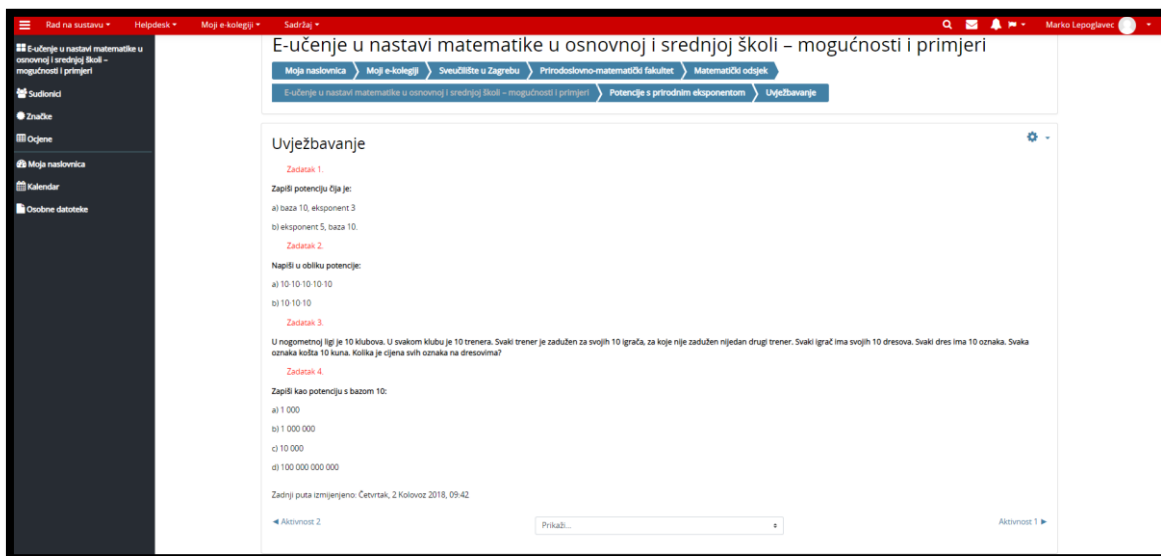 Rad na sustavu Helpdesk Moji e-kolegiji Sadržaj Marko Lepoglavec
E-učenje u nastavi matematike u
osnovnoj i srednjoj školi –
mogućnosti i primjeri
Sudionici
Značke
Ocjene
Moja naslovnica
Kalendar
Osobne datoteke
E-učenje u nastavi matematike u osnovnoj i srednjoj školi – mogućnosti i primjeri
Moja naslovnica Moji e-kolegiji Sveučilište u Zagrebu Prirodoslovno-matematički fakultet Matematički odsjek
E-učenje u nastavi matematike u osnovnoj i srednjoj školi – mogućnosti i primjeri Potencije s prirodnim eksponentom Uvježbavanje
Uvježbavanje
Zadatak 1.
Zapiši potenciju čija je:
a) baza 10, eksponent 3
b) eksponent 5, baza 10.
Zadatak 2.
Napiši u obliku potencije:
a) 10·10·10·10·10
b) 10·10·10
Zadatak 3.
U nogometnoj ligi je 10 klubova. U svakom klubu je 10 trenera. Svaki trener je zadužen za svojih 10 igrača, za koje nije zadužen nijedan drugi trener. Svaki igrač ima svojih 10 dresova. Svaki dres ima 10 oznaka. Svaka
oznaka košta 10 kuna. Kolika je cijena svih oznaka na dresovima?
Zadatak 4.
Zapiši kao potenciju s bazom 10:
a) 1 000
b) 1 000 000
c) 10 000
d) 100 000 000 000
Zadnji puta izmijenjeno: Četvrtak, 2 Kolovoz 2018, 09:42
◄ Aktivnost 2 Prikaži... Aktivnost 1 ►